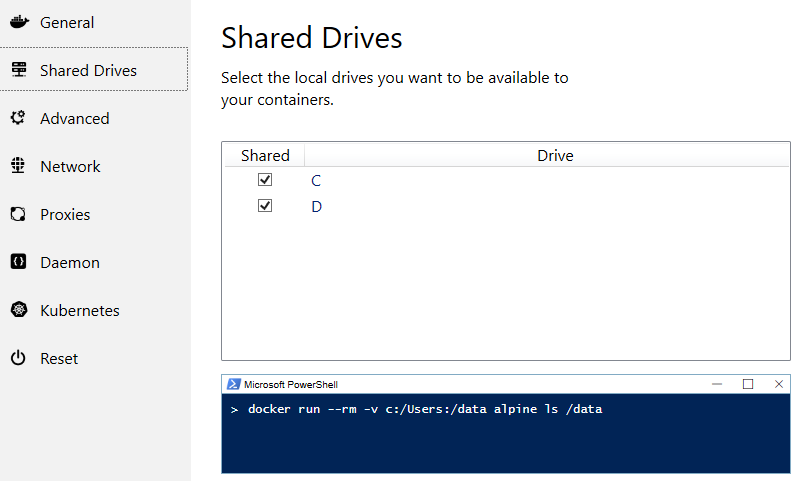 General
Shared Drives
Advanced
Network
Proxies
Daemon
Kubernetes
Reset
Shared Drives
Select the local drives you want to be available to
your containers.
Shared Drive
C
D
Microsoft PowerShell
> docker run --rm -v c:/Users:/data alpine ls /data